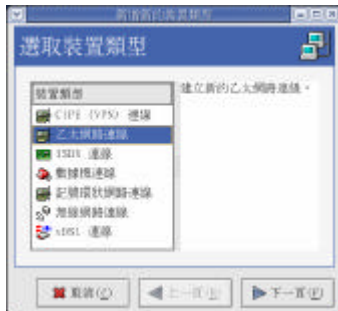 新增新的裝置類型
選取裝置類型
裝置類型
CIPE (VPN) 連線
乙太網路連線
ISDN 連線
數據機連線
記號環狀網路連線
無線網路連線
xDSL 連線
建立新的乙太網路連線。
取消(C)
上一頁(B)
下一頁(F)